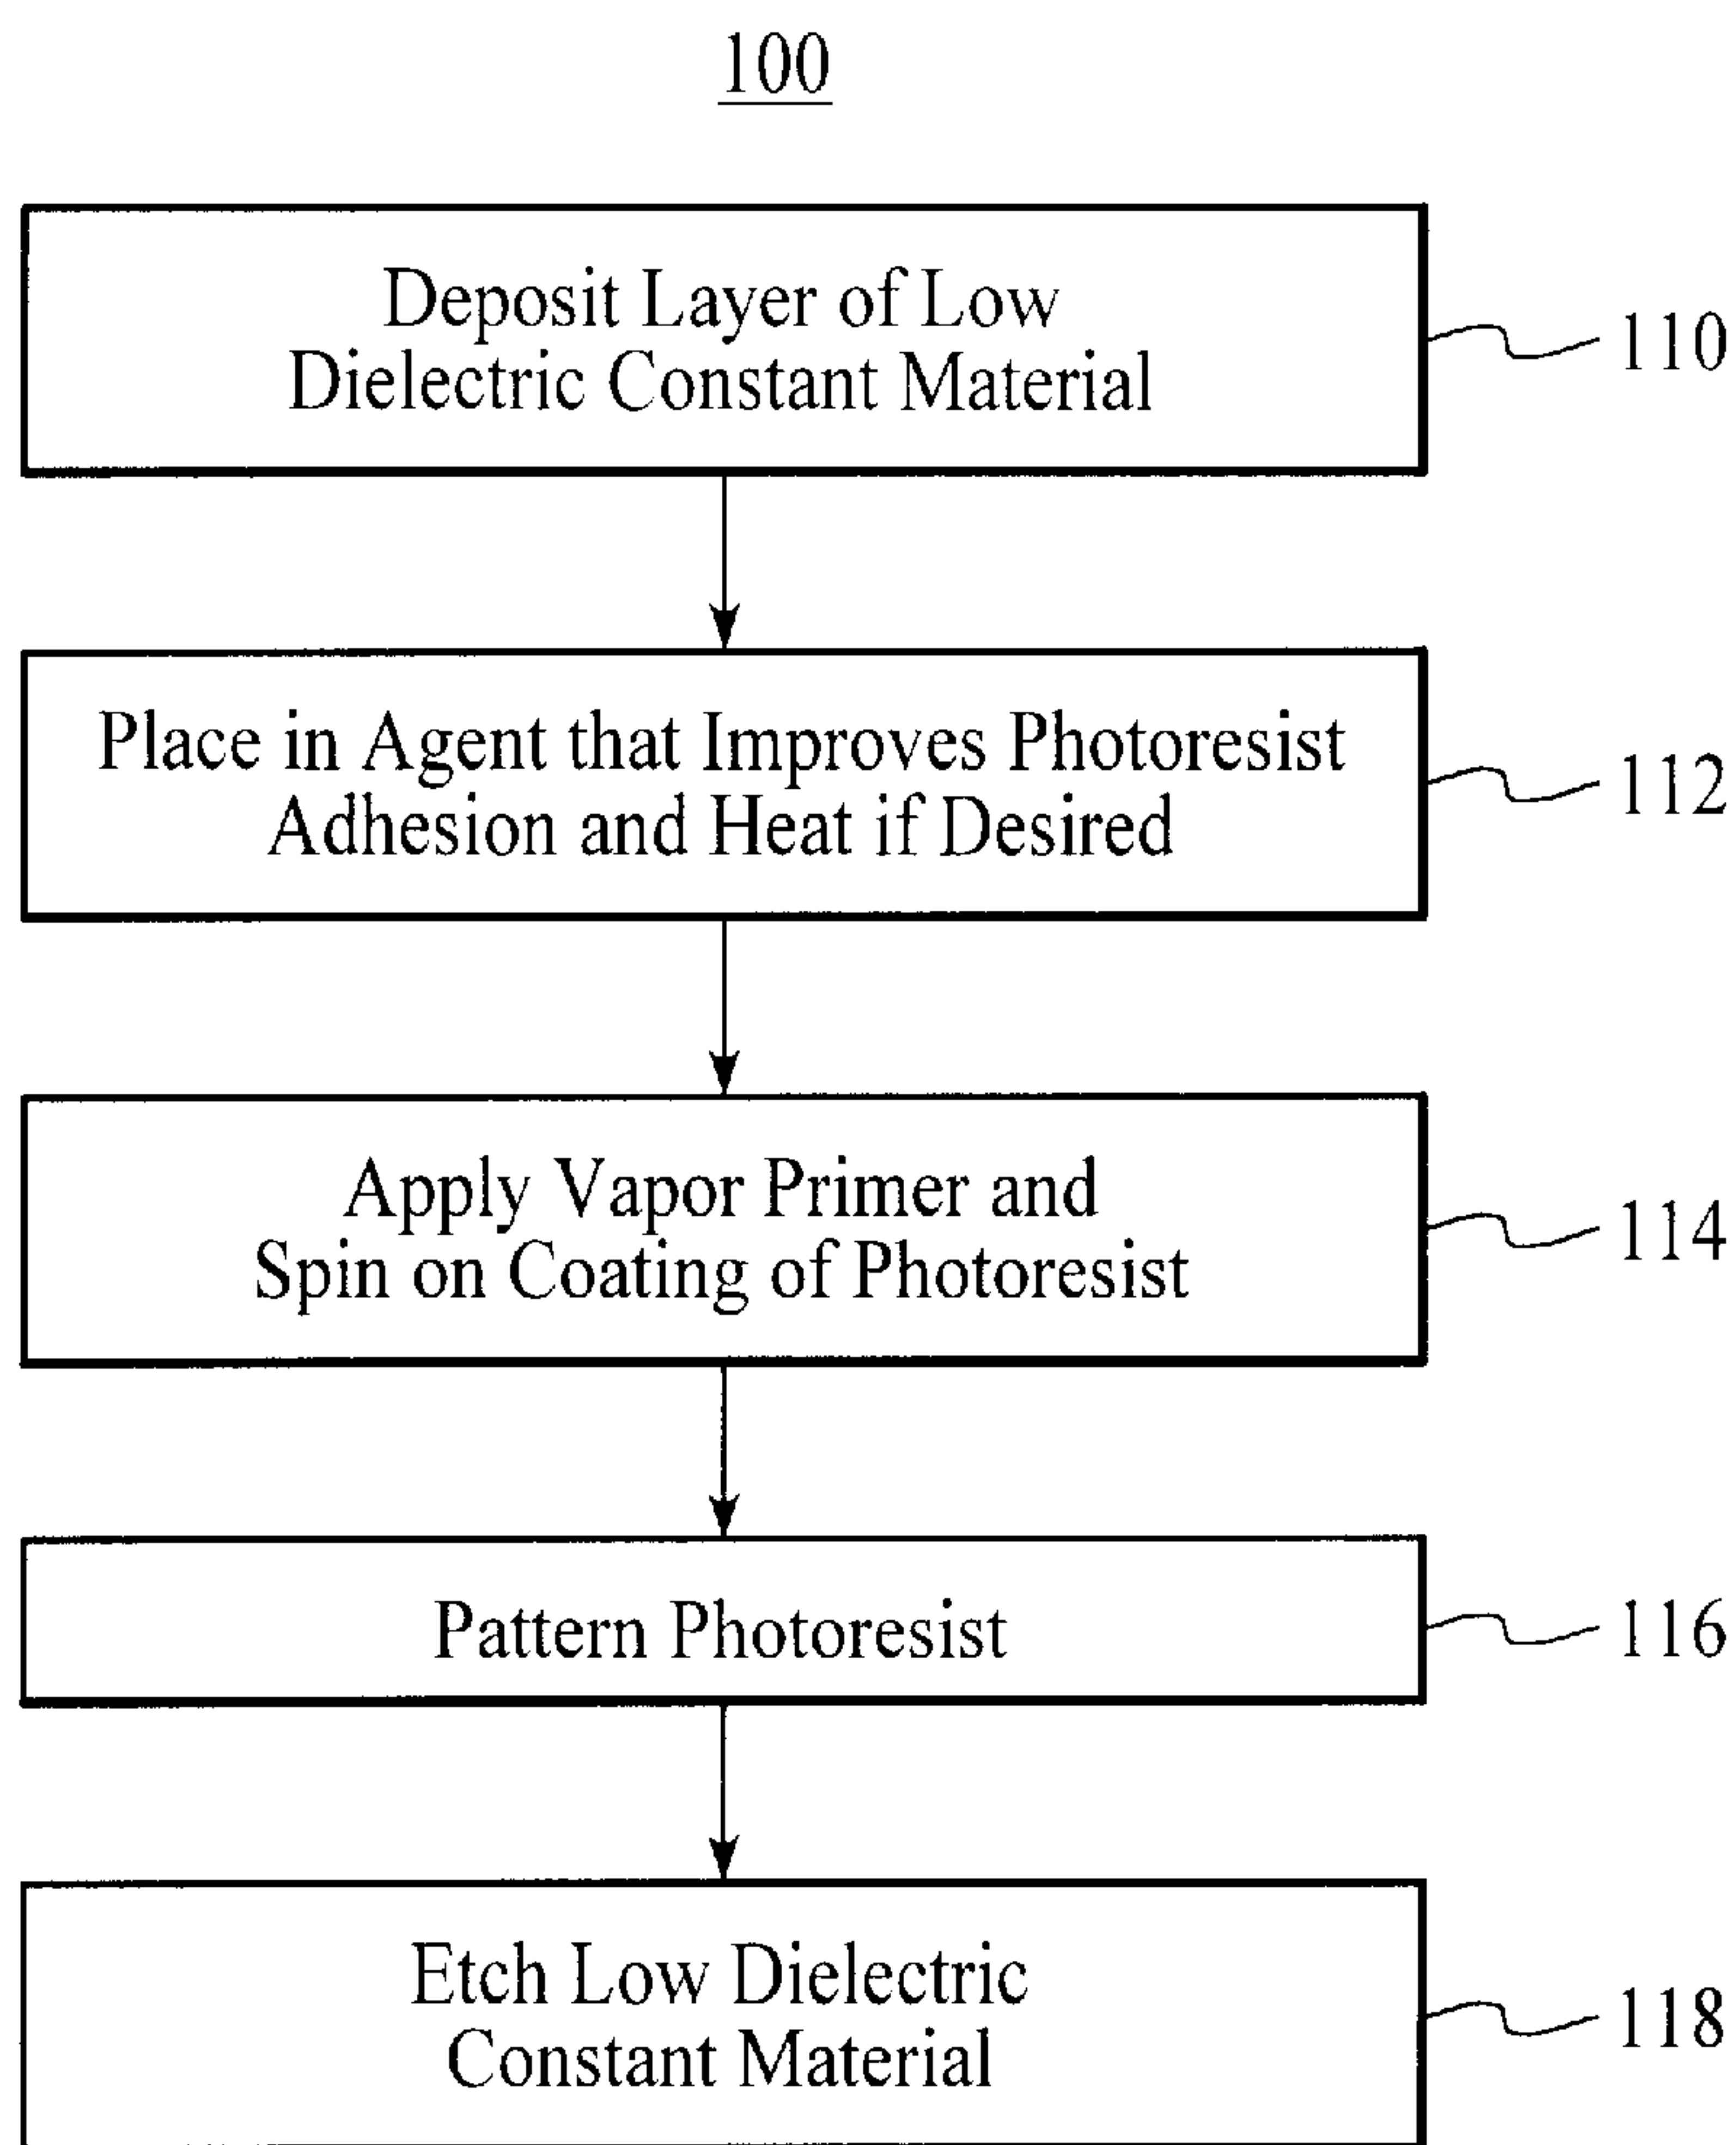 100
Deposit Layer of Low
Dielectric Constant Material
110
Place in Agent that Improves Photoresist
Adhesion and Heat if Desired
112
Apply Vapor Primer and
Spin on Coating of Photoresist
114
Pattern Photoresist
116
Etch Low Dielectric
Constant Material
118